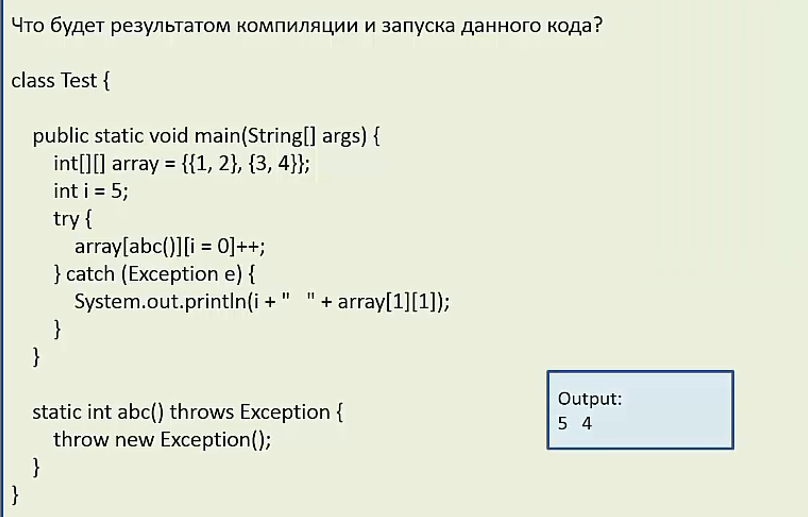 Что будет результатом компиляции и запуска данного кода?
class Test {
public static void main(String[] args) {
int[][] array = {{1, 2}, {3, 4}};
int i = 5;
try {
array[abc()][i = 0]++;
} catch (Exception e) {
System.out.println(i + "   " + array[1][1]);
}
}
static int abc() throws Exception {
throw new Exception();
}
}
Output:
5   4